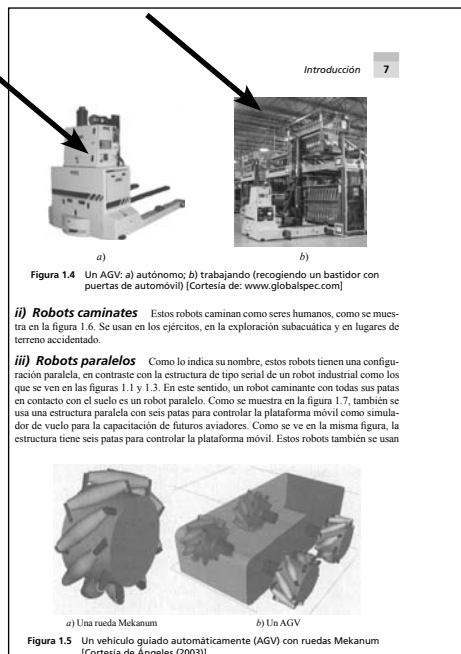 Introducción 7
a) b)
Figura 1.4 Un AGV: a) autónomo; b) trabajando (recogiendo un bastidor con
puertas de automóvil) [Cortesía de: www.globalspec.com]
ii) Robots caminates Estos robots caminan como seres humanos, como se mues-
tra en la figura 1.6. Se usan en los ejércitos, en la exploración subacuática y en lugares de
terreno accidentado.
iii) Robots paralelos Como lo indica su nombre, estos robots tienen una configu-
ración paralela, en contraste con la estructura de tipo serial de un robot industrial como los
que se ven en las figuras 1.1 y 1.3. En este sentido, un robot caminante con todas sus patas
en contacto con el suelo es un robot paralelo. Como se muestra en la figura 1.7, también se
usa una estructura paralela con seis patas para controlar la plataforma móvil como simula-
dor de vuelo para la capacitación de futuros aviadores. Como se ve en la misma figura, la
estructura tiene seis patas para controlar la plataforma móvil. Estos robots también se usan
a) Una rueda Mekanum b) Un AGV
Figura 1.5 Un vehículo guiado automáticamente (AGV) con ruedas Mekanum
[Cortesía de Ángeles (2003)]